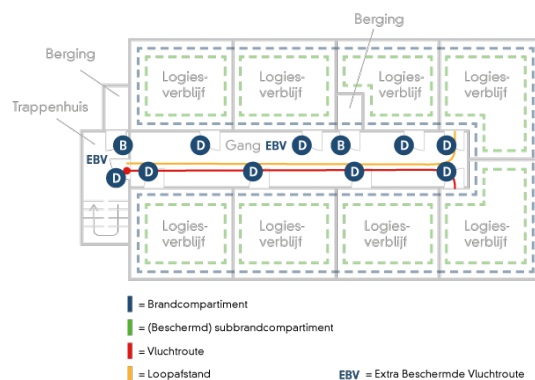 Berging
Berging
Trappenhuis
Logies-
verblijf
Logies-
verblijf
Logies-
verblijf
Logies-
verblijf
B
D
Gang EBV
D
B
D
D
EBV
D
D
D
D
D
Logies-
verblijf
Logies-
verblijf
Logies-
verblijf
Logies-
verblijf
= Brandcompartiment
= (Beschermd) subbrandcompartiment
= Vluchtroute
= Loopafstand
EBV = Extra Beschermde Vluchtroute